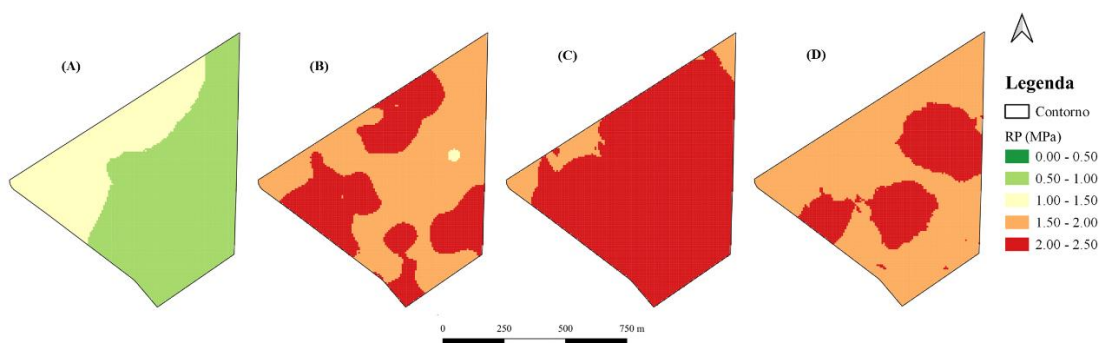 (A)
(B)
(C)
(D)
Legenda
Contorno
RP (MPa)
0.00 - 0.50
0.50 - 1.00
1.00 - 1.50
1.50 - 2.00
2.00 - 2.50
0 250 500 750 m